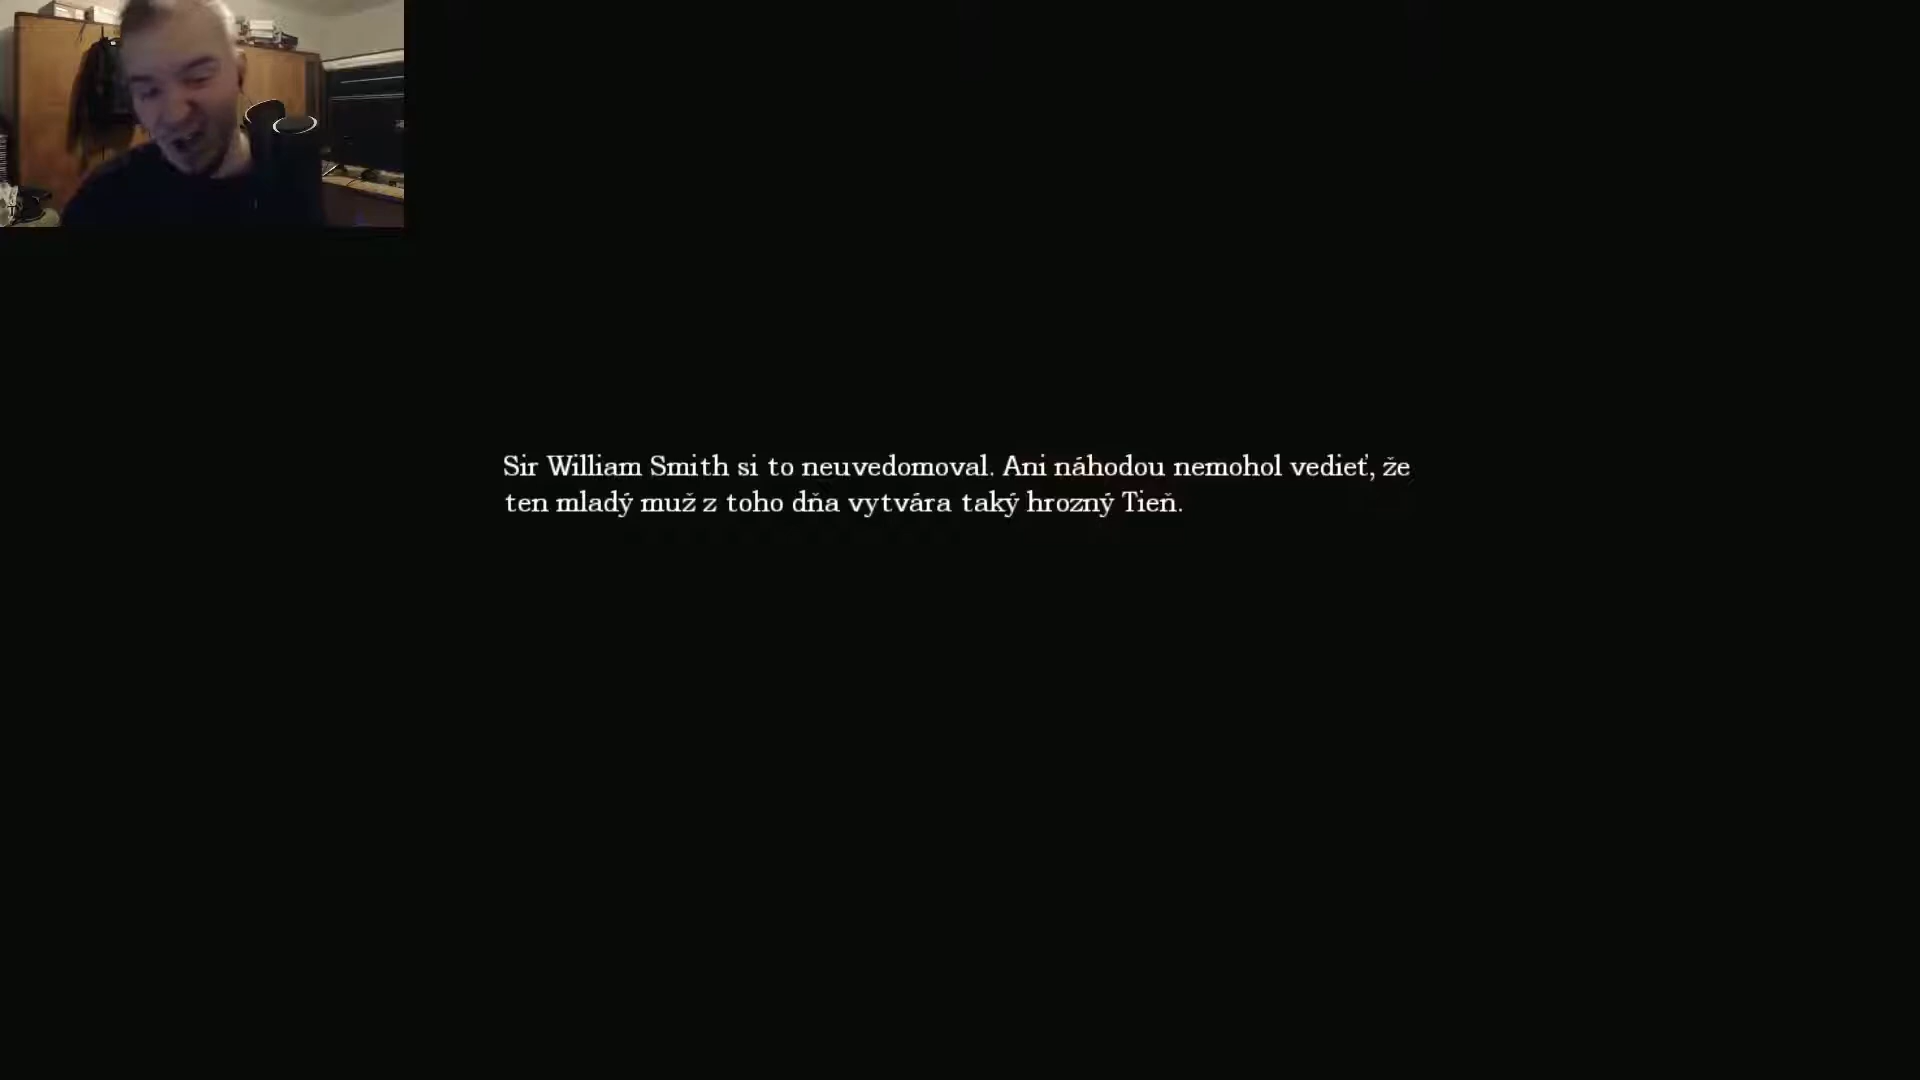 Sir William Smith si to neuvedomoval. Ani náhodou nemohol vedieť, že
ten mladý muž z toho dňa vytvára taký hrozný Tieň.